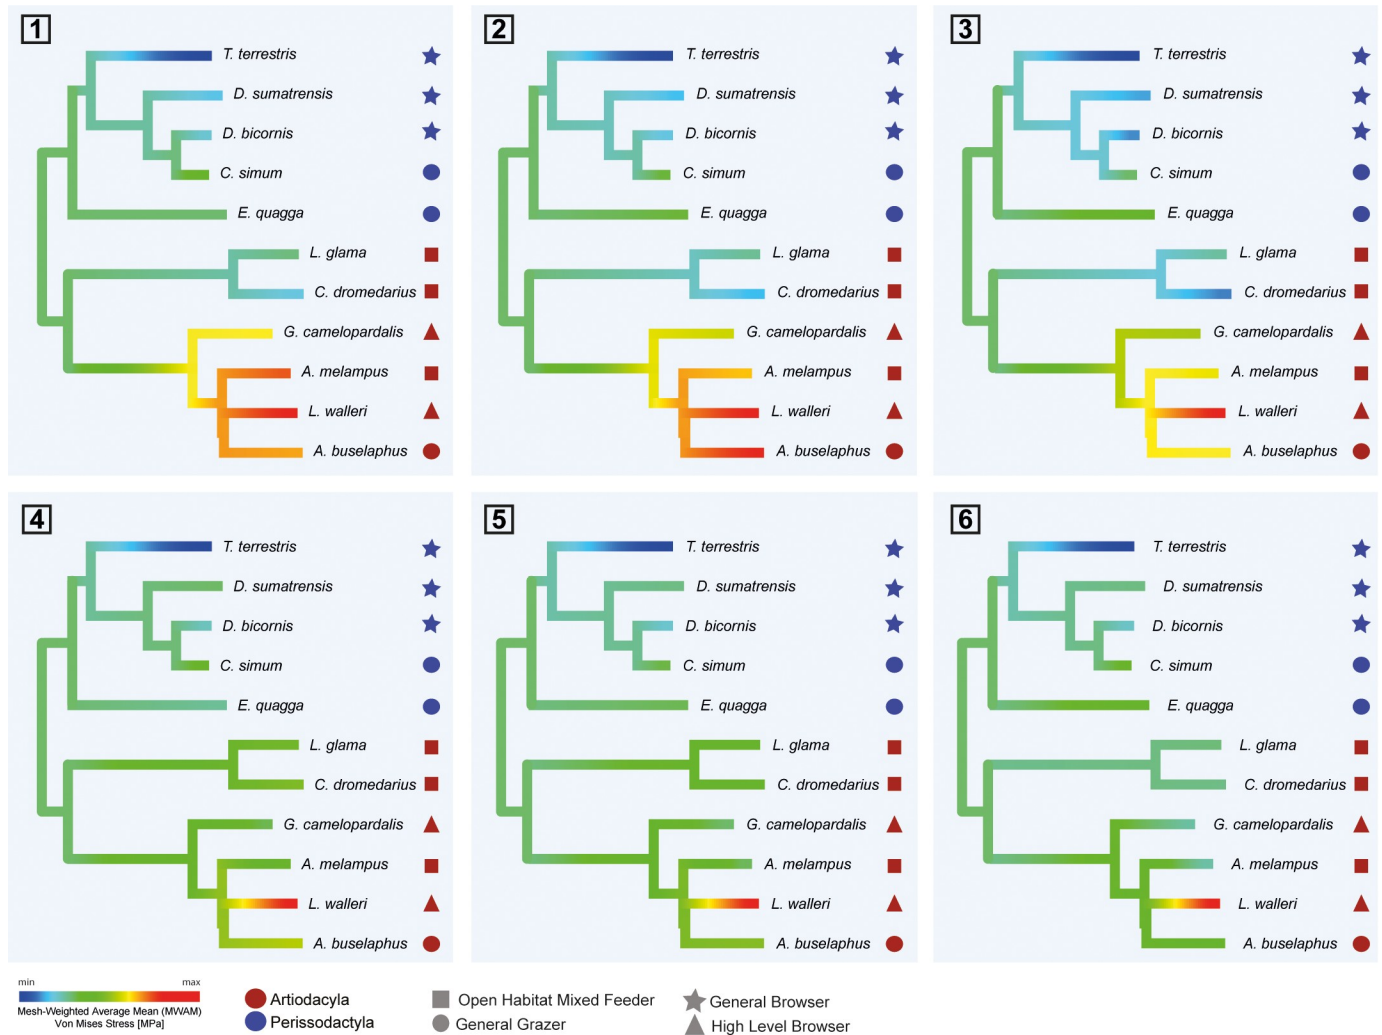 1
T. terrestris
D. sumatrensis
D. bicornis
C. simum
E. quagga
L. glama
C. dromedarius
G. camelopardalis
A. melampus
L. walleri
A. buselaphus
2
T. terrestris
D. sumatrensis
D. bicornis
C. simum
E. quagga
L. glama
C. dromedarius
G. camelopardalis
A. melampus
L. walleri
A. buselaphus
3
T. terrestris
D. sumatrensis
D. bicornis
C. simum
E. quagga
L. glama
C. dromedarius
G. camelopardalis
A. melampus
L. walleri
A. buselaphus
4
T. terrestris
D. sumatrensis
D. bicornis
C. simum
E. quagga
L. glama
C. dromedarius
G. camelopardalis
A. melampus
L. walleri
A. buselaphus
5
T. terrestris
D. sumatrensis
D. bicornis
C. simum
E. quagga
L. glama
C. dromedarius
G. camelopardalis
A. melampus
L. walleri
A. buselaphus
6
T. terrestris
D. sumatrensis
D. bicornis
C. simum
E. quagga
L. glama
C. dromedarius
G. camelopardalis
A. melampus
L. walleri
A. buselaphus
min max
Mesh-Weighted Average Mean (MWAM)
Von Mises Stress [MPa]
Artiodacyla
Perissodactyla
Open Habitat Mixed Feeder
General Grazer
General Browser
High Level Browser